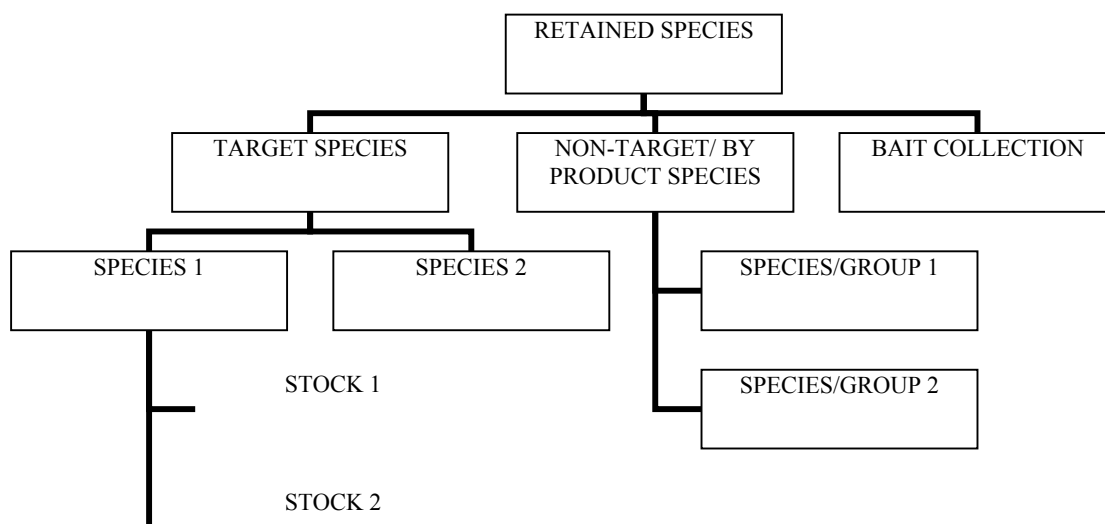 RETAINED SPECIES
TARGET SPECIES
NON-TARGET/ BY
PRODUCT SPECIES
BAIT COLLECTION
SPECIES 1
SPECIES 2
SPECIES/GROUP 1
STOCK 1
SPECIES/GROUP 2
STOCK 2